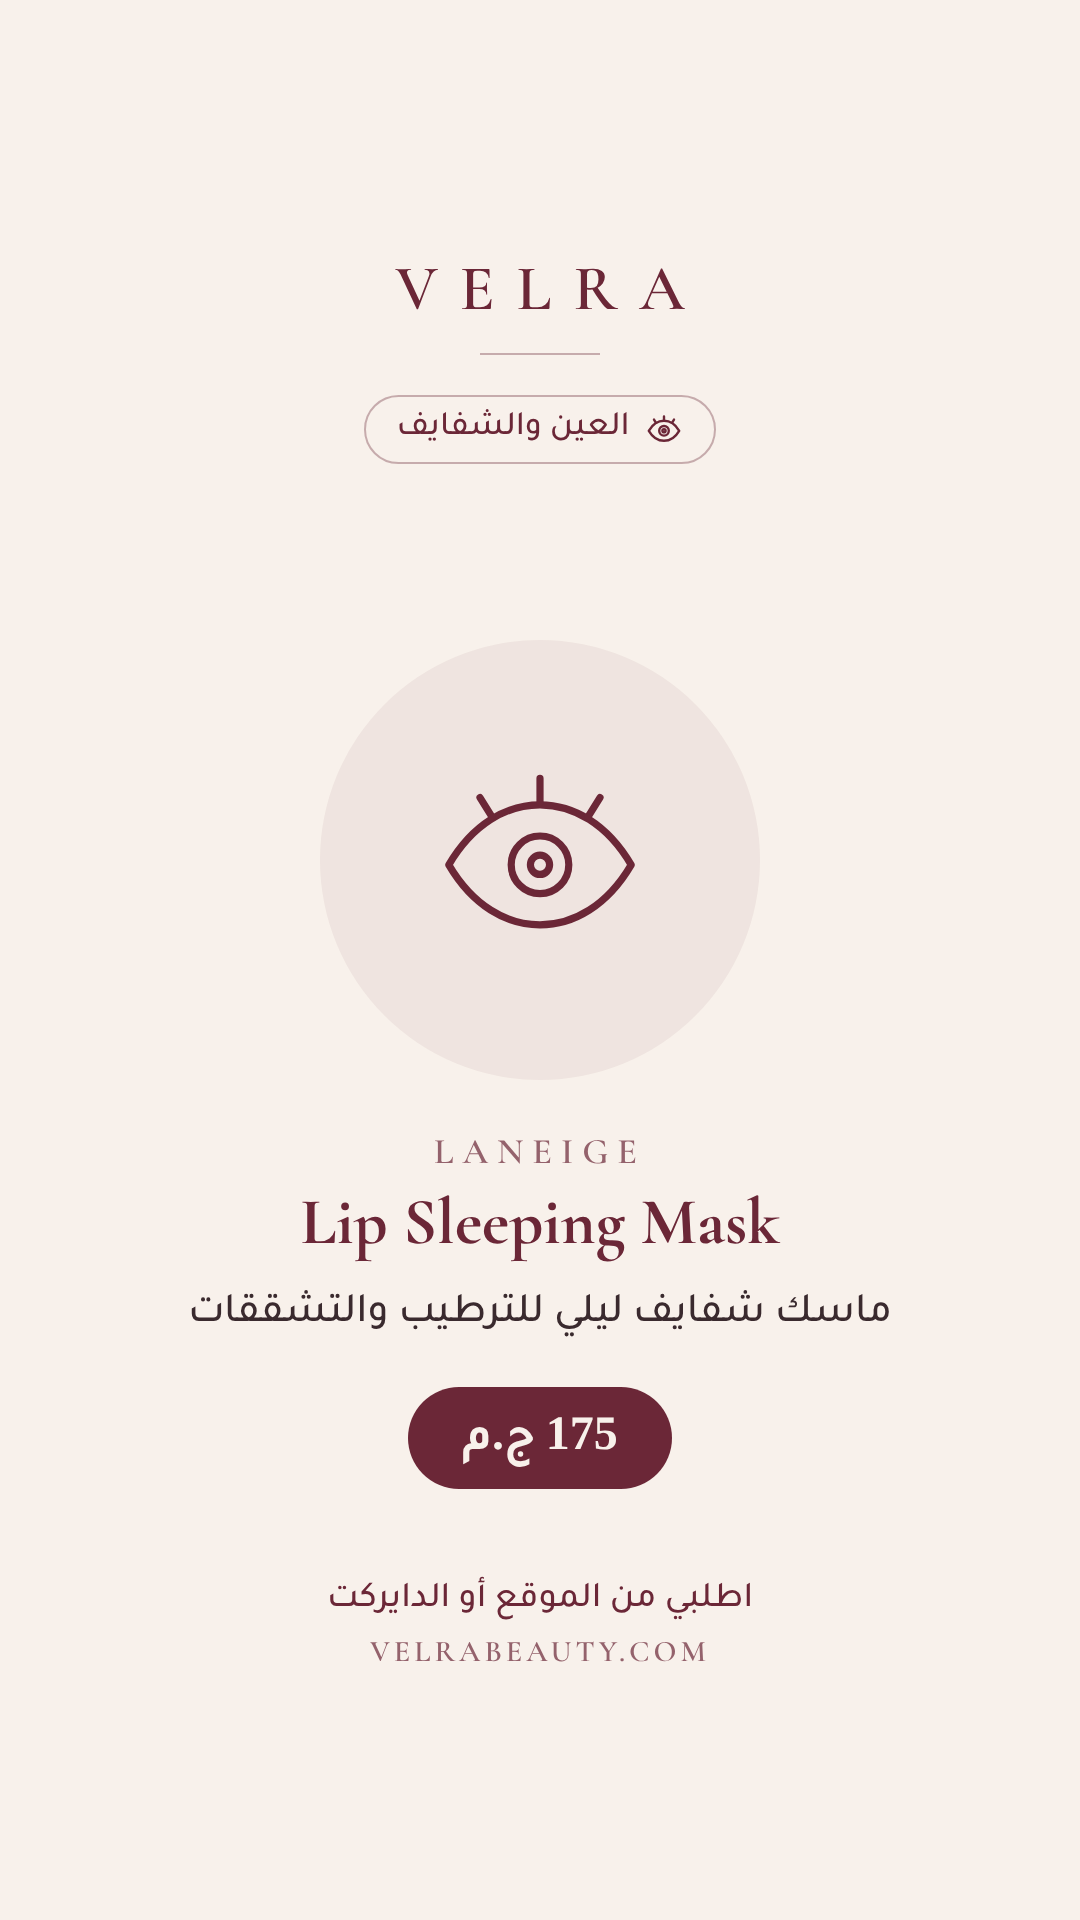 VELRA
العين والشفايف
LANEIGE
Lip Sleeping Mask
ماسك شفايف ليلي للترطيب والتشققات
175 ج.م
اطلبي من الموقع أو الدايركت
VELRABEAUTY.COM